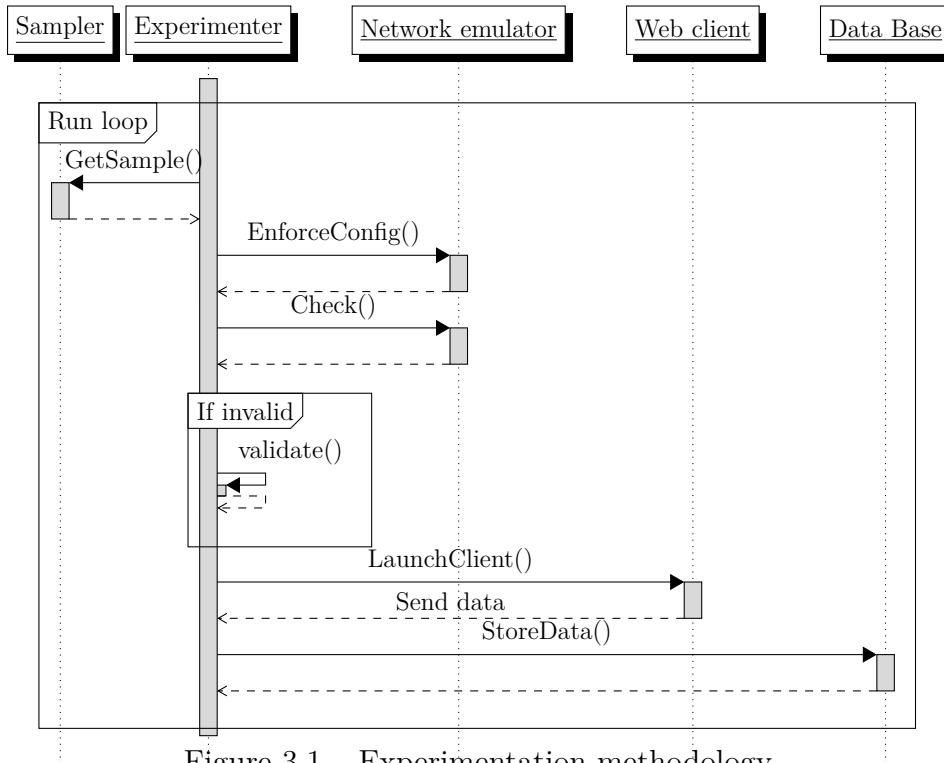 Sampler Experimenter Network emulator Web client Data Base
Run loop
GetSample()
EnforceConfig()
Check()
If invalid
validate()
LaunchClient()
Send data
StoreData()
Figure 3.1 Experimentation methodology